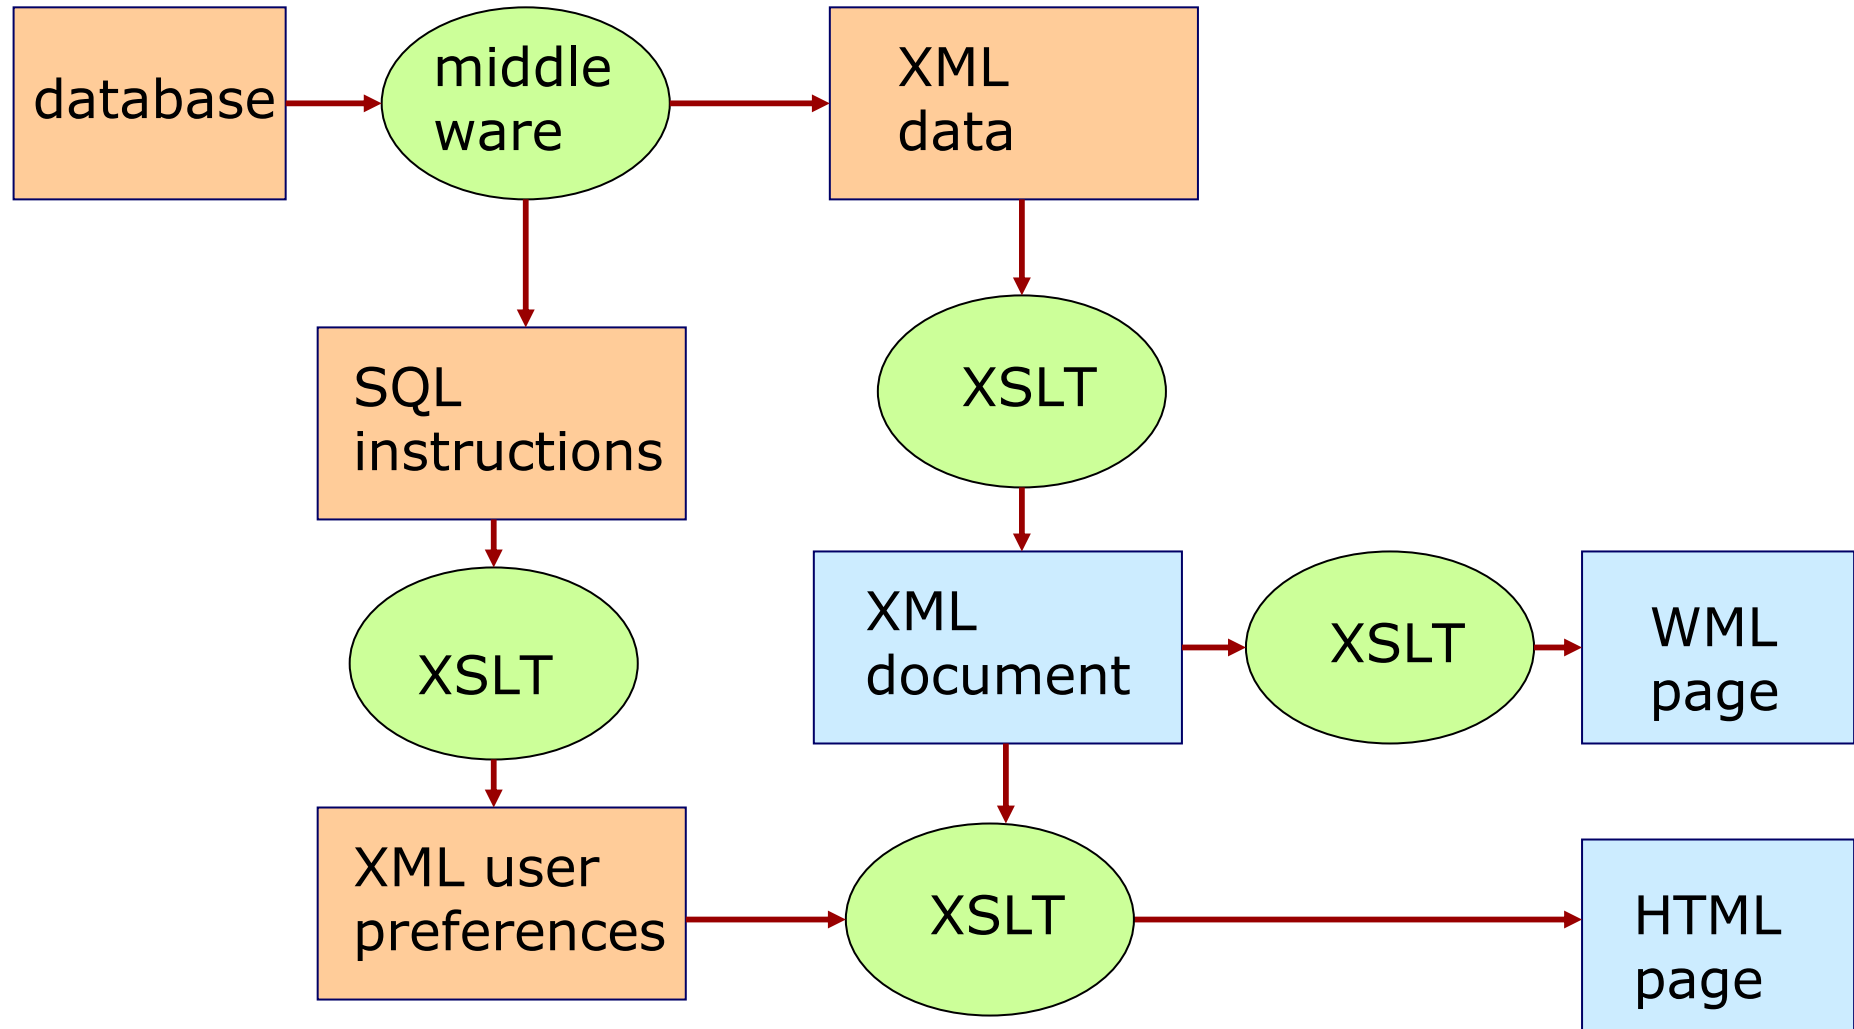 database
middle
ware
XML
data
SQL
instructions
XSLT
XSLT
XML
document
XSLT
WML
page
XML user
preferences
XSLT
HTML
page